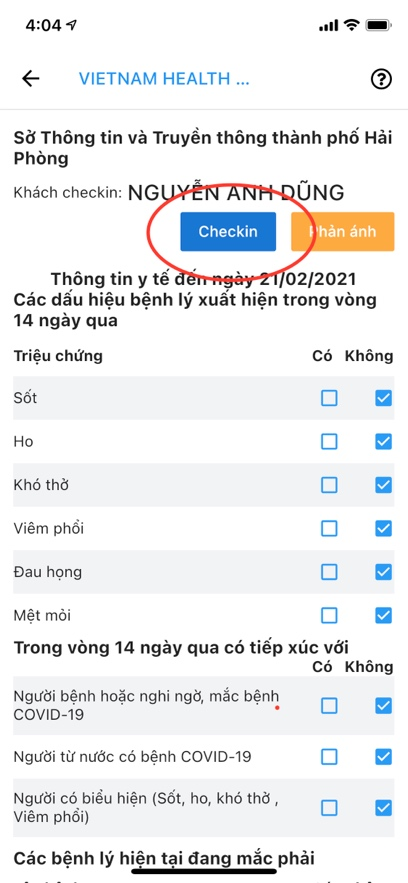 4:04
VIETNAM HEALTH ...
Sở Thông tin và Truyền thông thành phố Hải
Phòng
Khách checkin: NGUYỄN ANH DŨNG
Checkin
Phản ánh
Thông tin y tế đến ngày 21/02/2021
Các dấu hiệu bệnh lý xuất hiện trong vòng
14 ngày qua
Triệu chứng Có Không
Sốt
Ho
Khó thở
Viêm phổi
Đau họng
Mệt mỏi
Trong vòng 14 ngày qua có tiếp xúc với
Có Không
Người bệnh hoặc nghi ngờ, mắc bệnh
COVID-19
Người từ nước có bệnh COVID-19
Người có biểu hiện (Sốt, ho, khó thở ,
Viêm phổi)
Các bệnh lý hiện tại đang mắc phải